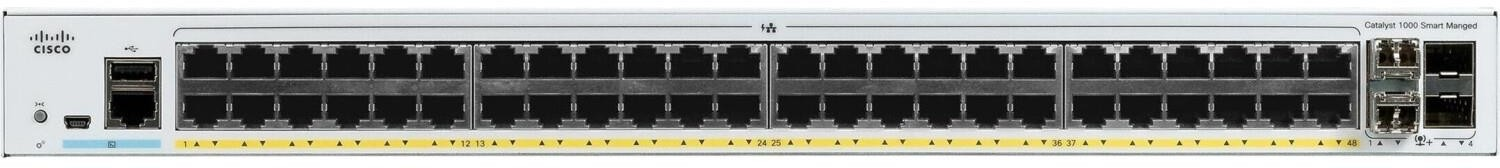 CISCO
Catalyst 1000 Smart Manged
1 12 13 24 25 36 37 48 1 + 4